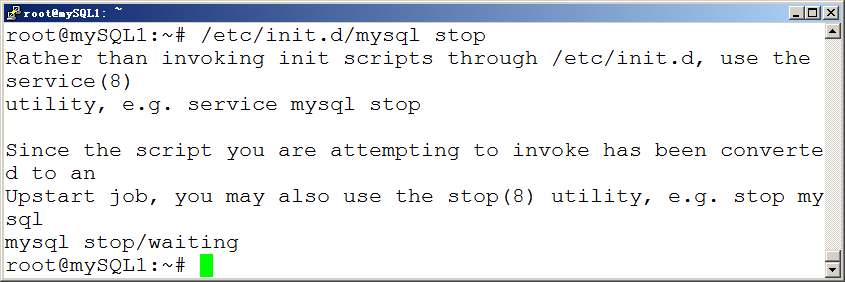 root@mySQL1: ~
root@mySQL1:~# /etc/init.d/mysql stop
Rather than invoking init scripts through /etc/init.d, use the
service(8)
utility, e.g. service mysql stop
Since the script you are attempting to invoke has been converte
d to an
Upstart job, you may also use the stop(8) utility, e.g. stop my
sql
mysql stop/waiting
root@mySQL1:~#